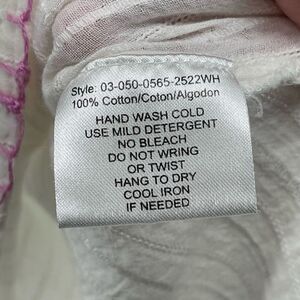 Style: 03-050-0565-2522WH
100% Cotton/Coton/Algodon
HAND WASH COLD
USE MILD DETERGENT
NO BLEACH
DO NOT WRING
OR TWIST
HANG TO DRY
COOL IRON
IF NEEDED